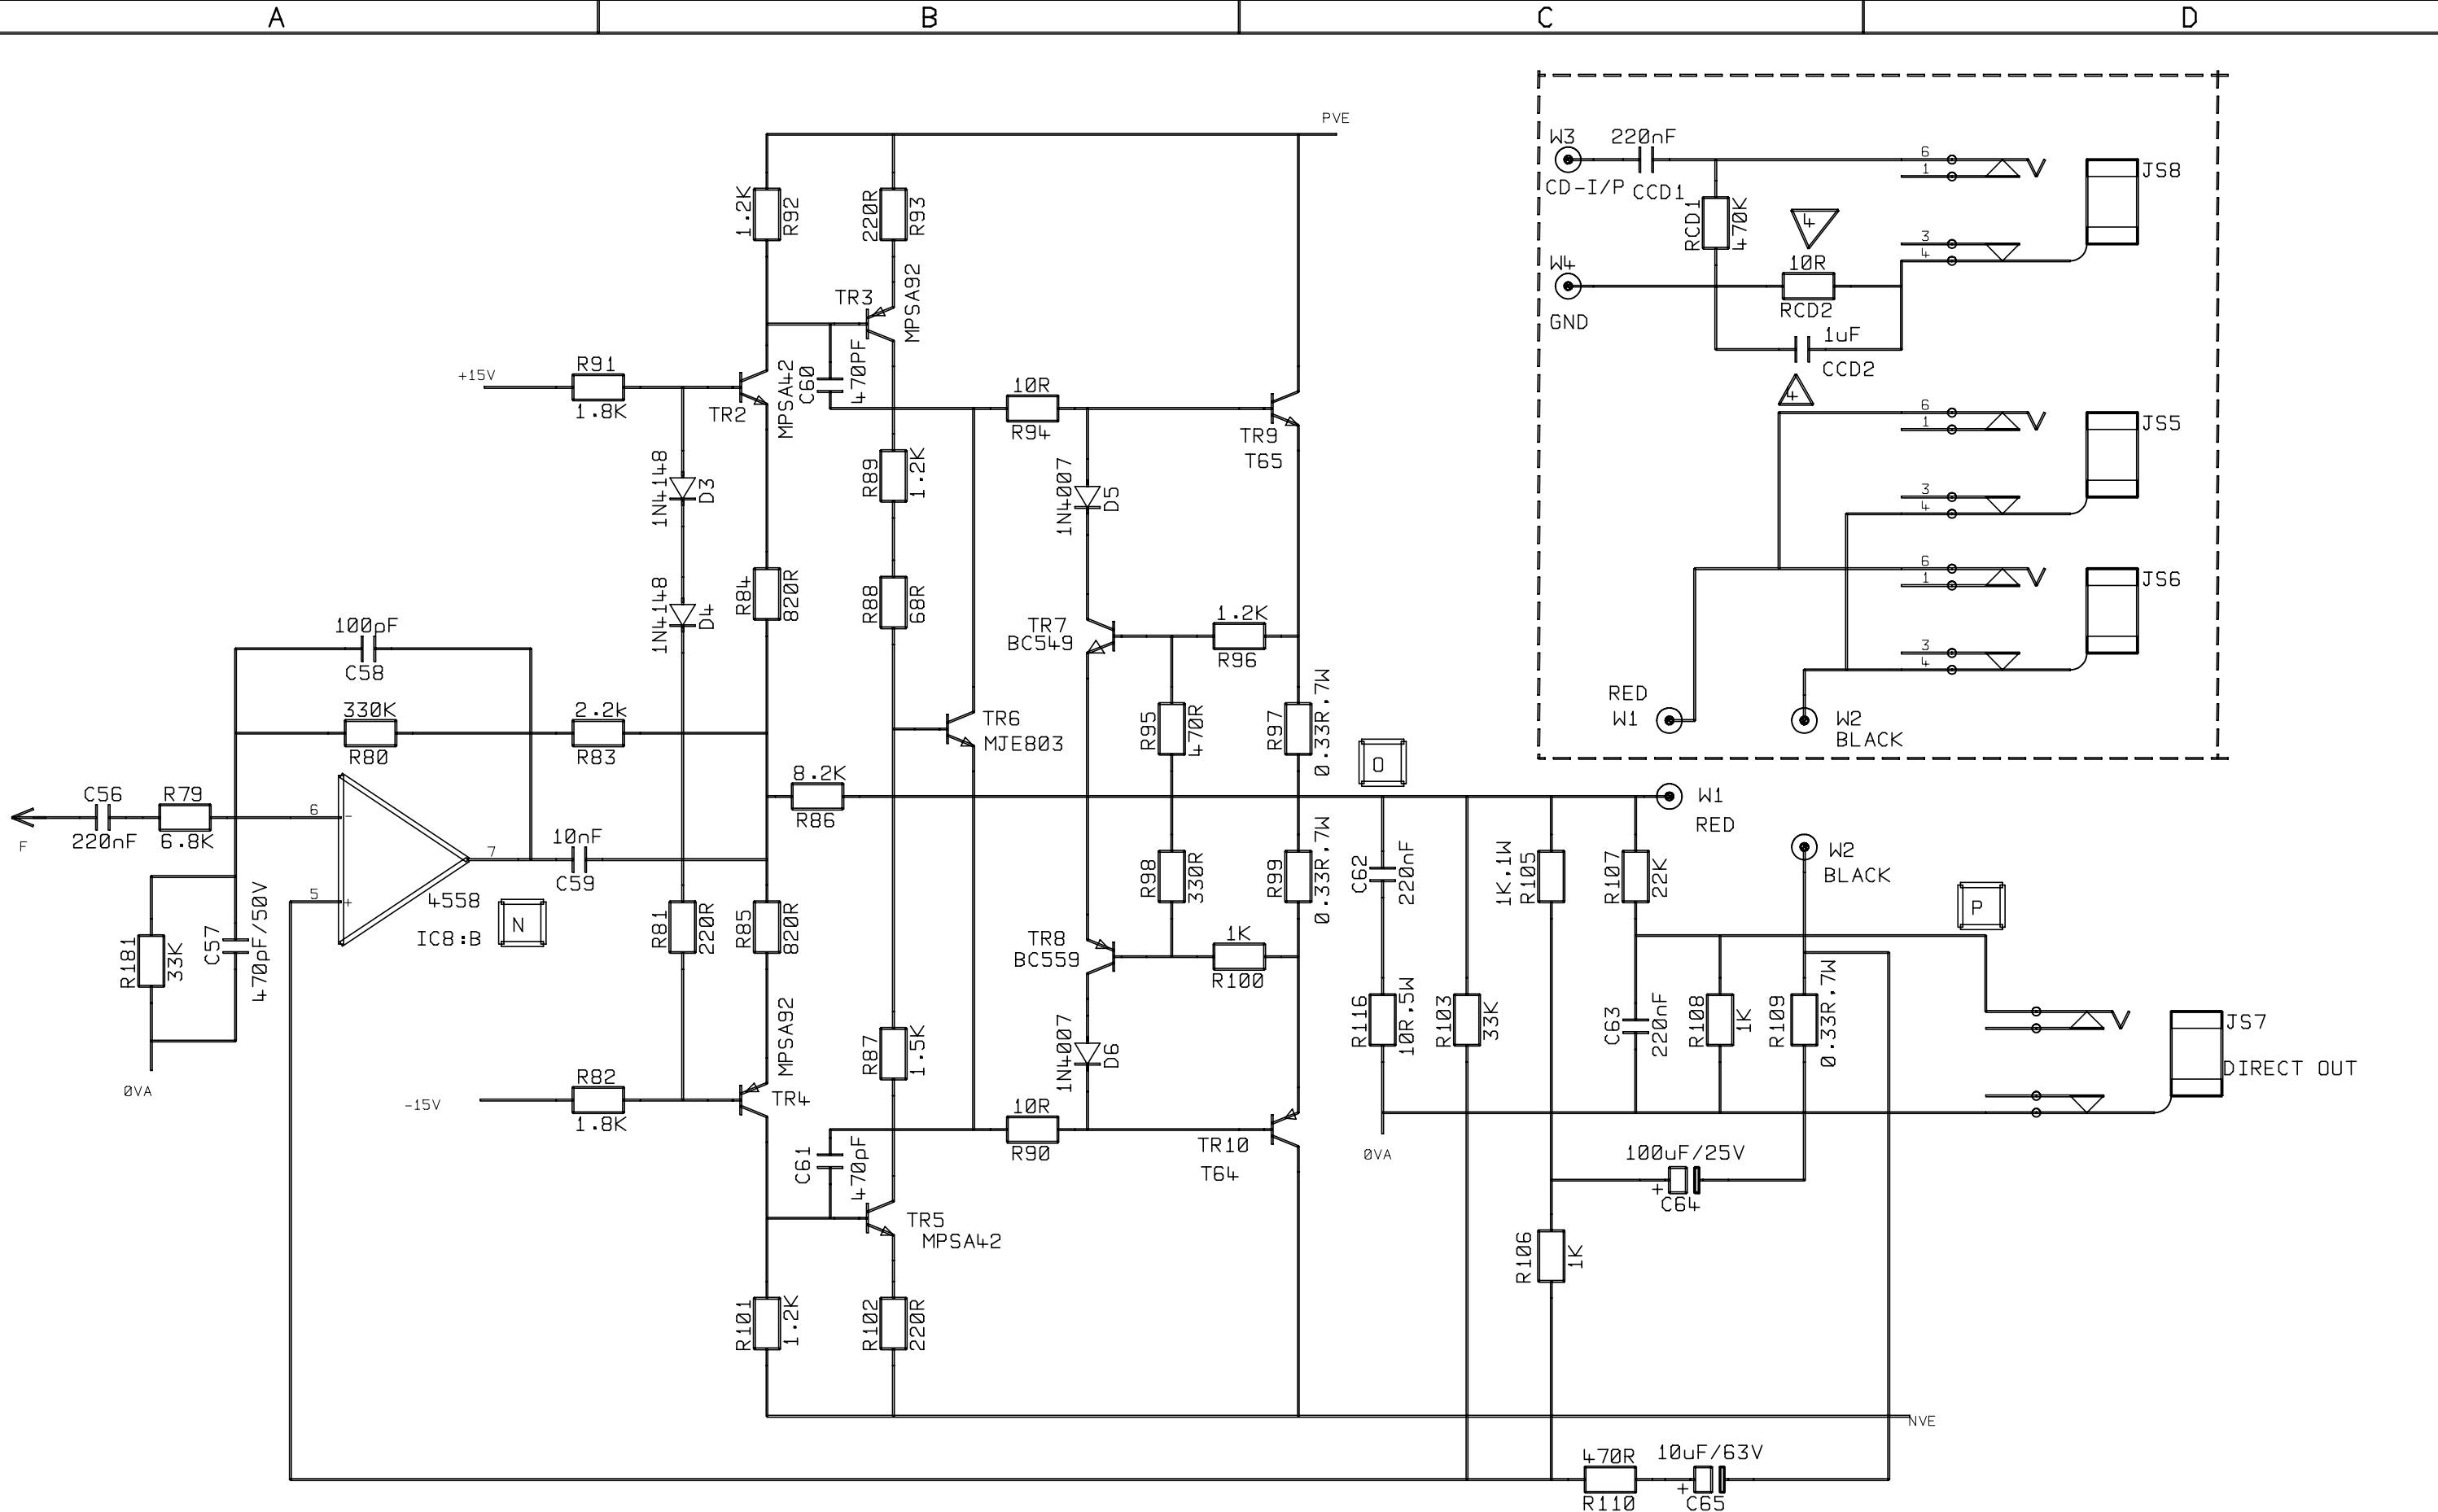 A B C D
PVE
W3 220nF
CD-I/P CCD1
6
1
JS8
RCD1 470K
4
3
4
W4
GND
10R
RCD2
1uF
CCD2
4
6
1
JS5
3
4
6
1
JS6
3
4
RED
W1
W2
BLACK
1.2K R92
220R R93
TR3
MPSA92
+15V
R91
1.8K
TR2
MPSA42
C60 470PF
10R
R94
TR9
T65
1N4148 D3
R89 1.2K
1N4007 D5
1N4148 D4
R84 820R
R88 68R
TR7
BC549
1.2K
R96
100pF
C58
330K
R80
2.2k
R83
TR6
MJE803
R95 470R
R97 0.33R,7W
O
8.2K
R86
W1
RED
C56
220nF
R79
6.8K
F
6
-
7
5
+
4558
IC8:B
N
10nF
C59
R181 33K
C57 470pF/50V
0VA
R81 220R
R85 820R
R98 330R
R99 0.33R,7W
C62 220nF
1K,1W R105
R107 22K
W2
BLACK
P
TR8
BC559
1K
R100
MPSA92
R87 1.5K
1N4007 D6
R116 10R,5W
R103 33K
C63 220nF
R108 1K
R109 0.33R,7W
JS7
DIRECT OUT
-15V
R82
1.8K
TR4
10R
R90
TR10
T64
0VA
C61 470pF
100uF/25V
+
C64
TR5
MPSA42
R106 1K
R101 1.2K
R102 220R
NVE
470R
R110
10uF/63V
+
C65